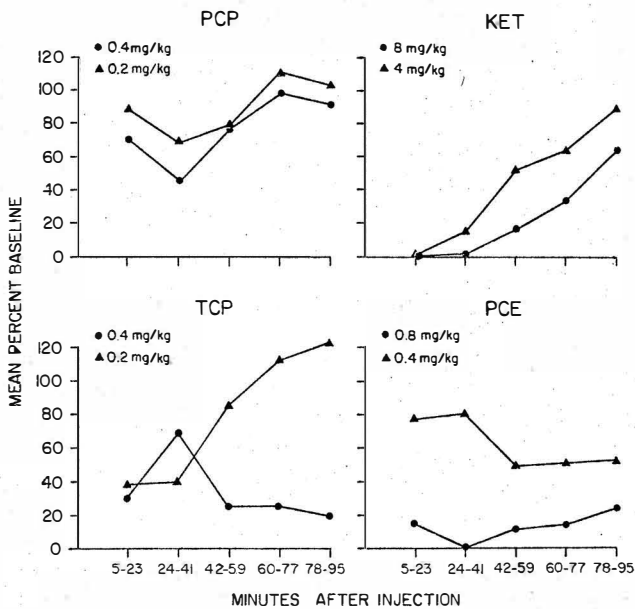 PCP
● 0.4mg/kg
▲ 0.2 mg/kg
120
100
80
60
40
20
0
KET
● 8 mg/kg
▲ 4 mg/kg
MEAN PERCENT BASELINE
TCP
● 0.4 mg/kg
▲ 0.2 mg/kg
120
100
80
60
40
20
0
5-23 24-41 42-59 60-77 78-95
PCE
● 0.8 mg/kg
▲ 0.4 mg/kg
5-23 24-41 42-59 60-77 78-95
MINUTES AFTER INJECTION